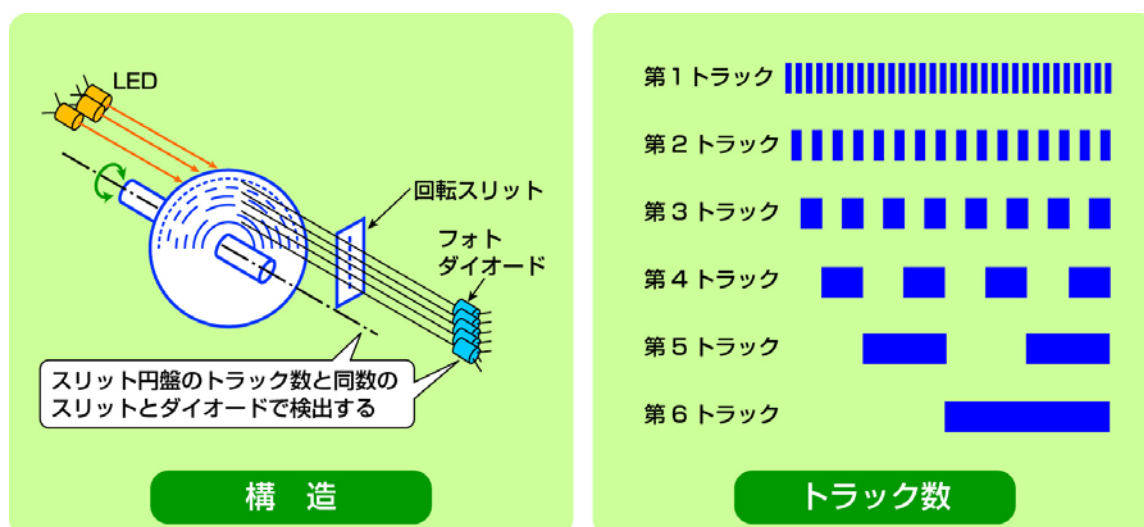 LED
回転スリット
フォト
ダイオード
スリット円盤のトラック数と同数の
スリットとダイオードで検出する
構 造
第1トラック
第2トラック
第3トラック
第4トラック
第5トラック
第6トラック
トラック数